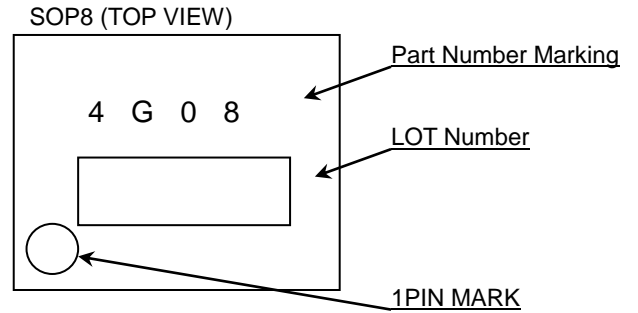 SOP8 (TOP VIEW)
Part Number Marking
4 G 0 8
LOT Number
1PIN MARK